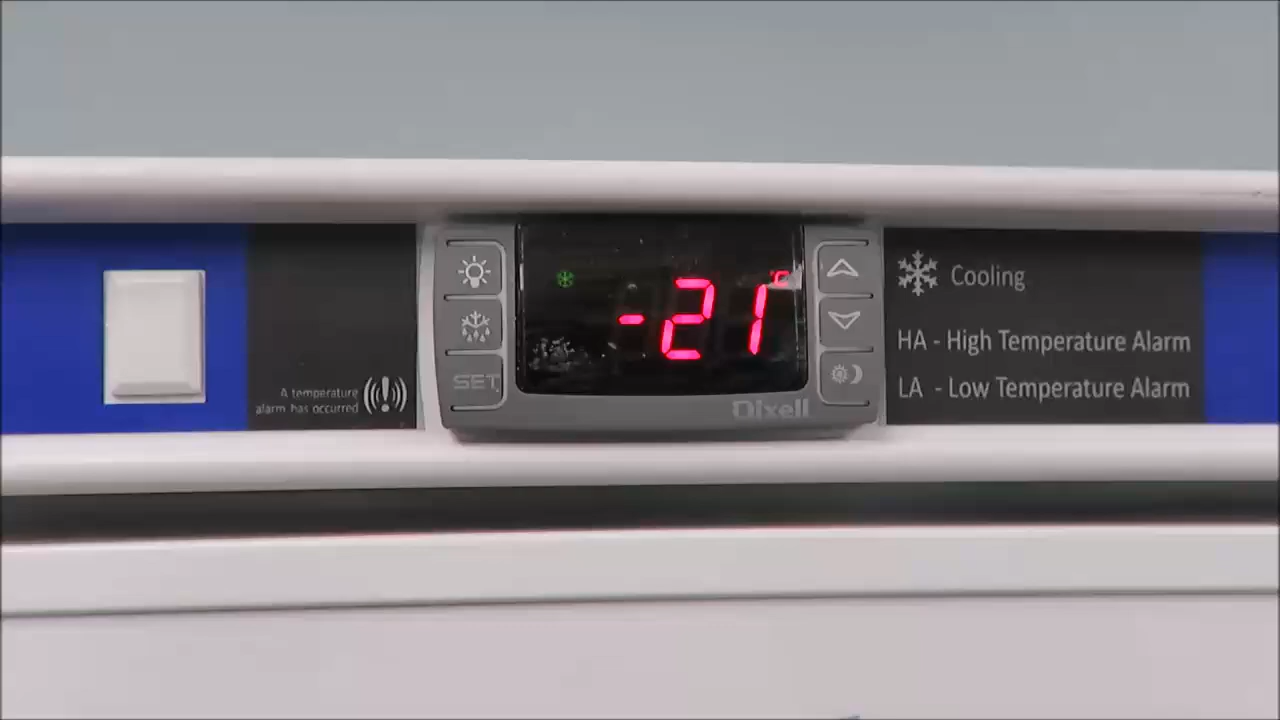 A temperature
alarm has occurred
SET
-21°C
Dixell
Cooling
HA - High Temperature Alarm
LA - Low Temperature Alarm